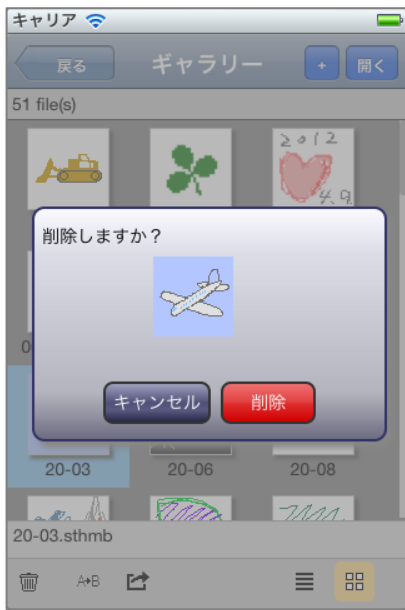 キャリア
戻る
ギャラリー
+
開く
51 file(s)
2012
4.9.
削除しますか?
0
キャンセル
削除
20-03
20-06
20-08
20-03.sthmb
A→B